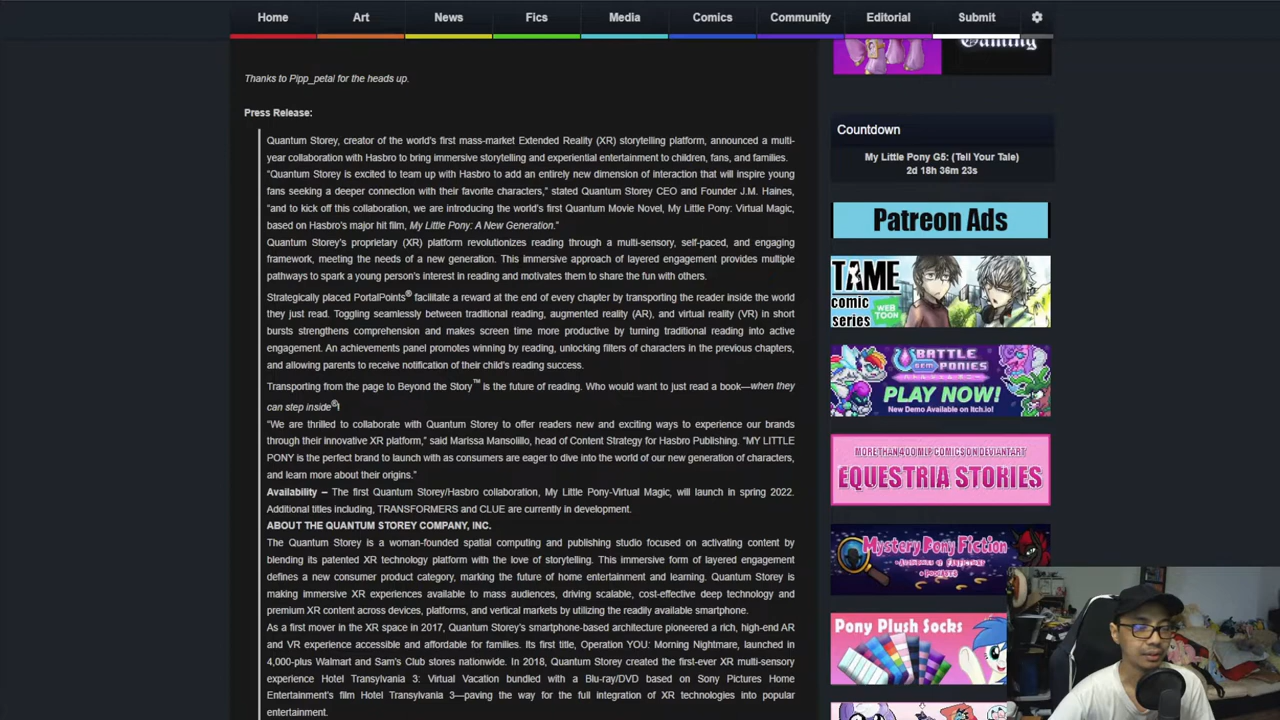 Home Art News Fics Media Comics Community Editorial Submit
Gaming
Thanks to Pipp_petal for the heads up.
Press Release:
Quantum Storey, creator of the world's first mass-market Extended Reality (XR) storytelling platform, announced a multi-
year collaboration with Hasbro to bring immersive storytelling and experiential entertainment to children, fans, and families.
"Quantum Storey is excited to team up with Hasbro to add an entirely new dimension of interaction that will inspire young
fans seeking a deeper connection with their favorite characters," stated Quantum Storey CEO and Founder J.M. Haines,
"and to kick off this collaboration, we are introducing the world's first Quantum Movie Novel, My Little Pony: Virtual Magic,
based on Hasbro's major hit film, My Little Pony: A New Generation."
Quantum Storey's proprietary (XR) platform revolutionizes reading through a multi-sensory, self-paced, and engaging
framework, meeting the needs of a new generation. This immersive approach of layered engagement provides multiple
pathways to spark a young person's interest in reading and motivates them to share the fun with others.
Strategically placed PortalPoints® facilitate a reward at the end of every chapter by transporting the reader inside the world
they just read. Toggling seamlessly between traditional reading, augmented reality (AR), and virtual reality (VR) in short
bursts strengthens comprehension and makes screen time more productive by turning traditional reading into active
engagement. An achievements panel promotes winning by reading, unlocking filters of characters in the previous chapters,
and allowing parents to receive notification of their child's reading success.
Transporting from the page to Beyond the Story™ is the future of reading. Who would want to just read a book—when they
can step inside®!
"We are thrilled to collaborate with Quantum Storey to offer readers new and exciting ways to experience our brands
through their innovative XR platform," said Marissa Mansolillo, head of Content Strategy for Hasbro Publishing. "MY LITTLE
PONY is the perfect brand to launch with as consumers are eager to dive into the world of our new generation of characters,
and learn more about their origins."
Availability – The first Quantum Storey/Hasbro collaboration, My Little Pony-Virtual Magic, will launch in spring 2022.
Additional titles including, TRANSFORMERS and CLUE are currently in development.
ABOUT THE QUANTUM STOREY COMPANY, INC.
The Quantum Storey is a woman-founded spatial computing and publishing studio focused on activating content by
blending its patented XR technology platform with the love of storytelling. This immersive form of layered engagement
defines a new consumer product category, marking the future of home entertainment and learning. Quantum Storey is
making immersive XR experiences available to mass audiences, driving scalable, cost-effective deep technology and
premium XR content across devices, platforms, and vertical markets by utilizing the readily available smartphone.
As a first mover in the XR space in 2017, Quantum Storey's smartphone-based architecture pioneered a rich, high-end AR
and VR experience accessible and affordable for families. Its first title, Operation YOU: Morning Nightmare, launched in
4,000-plus Walmart and Sam's Club stores nationwide. In 2018, Quantum Storey created the first-ever XR multi-sensory
experience Hotel Transylvania 3: Virtual Vacation bundled with a Blu-ray/DVD based on Sony Pictures Home
Entertainment's film Hotel Transylvania 3—paving the way for the full integration of XR technologies into popular
entertainment.
Countdown
My Little Pony G5: (Tell Your Tale)
2d 18h 36m 23s
Patreon Ads
TAME
comic
series
WEB
TOON
BATTLE
GEM PONIES
PLAY NOW!
New Demo Available on Itch.io!
MORE THAN 400 MLP COMICS ON DEVIANTART
EQUESTRIA STORIES
Mystery Pony Fiction
Pony Plush Socks